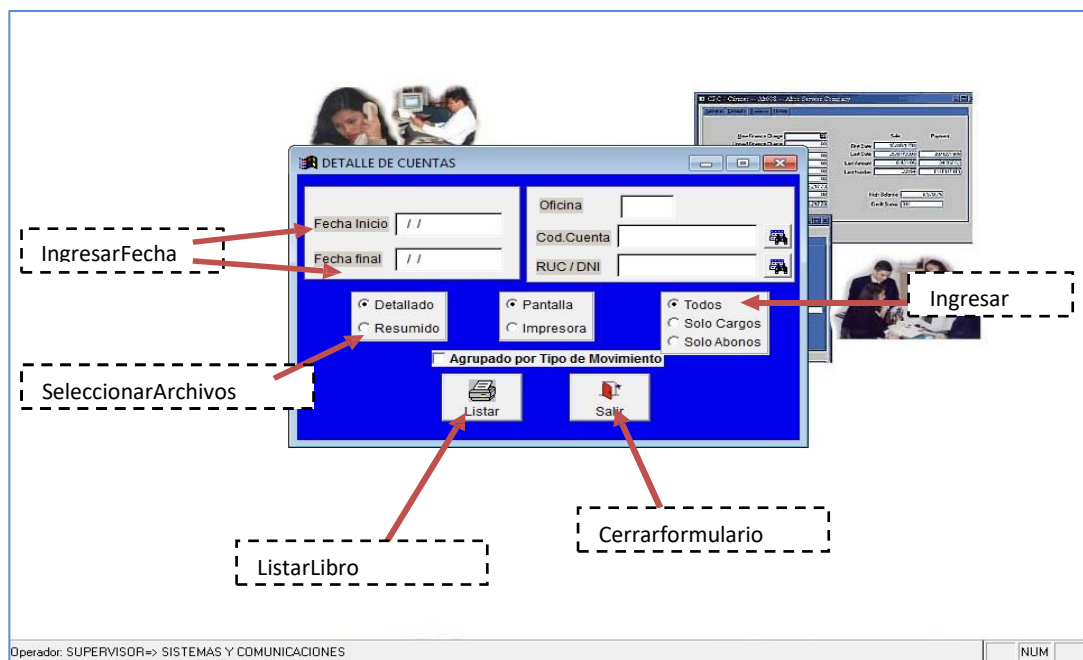 DETALLE DE CUENTAS
Fecha Inicio / /
Fecha final / /
Oficina
Cod.Cuenta
RUC / DNI
Detallado
Resumido
Pantalla
Impresora
Todos
Solo Cargos
Solo Abonos
Agrupado por Tipo de Movimiento
Listar
Salir
IngresarFecha
SeleccionarArchivos
Ingresar
ListarLibro
Cerrarformulario
Operador: SUPERVISOR=> SISTEMAS Y COMUNICACIONES
NUM